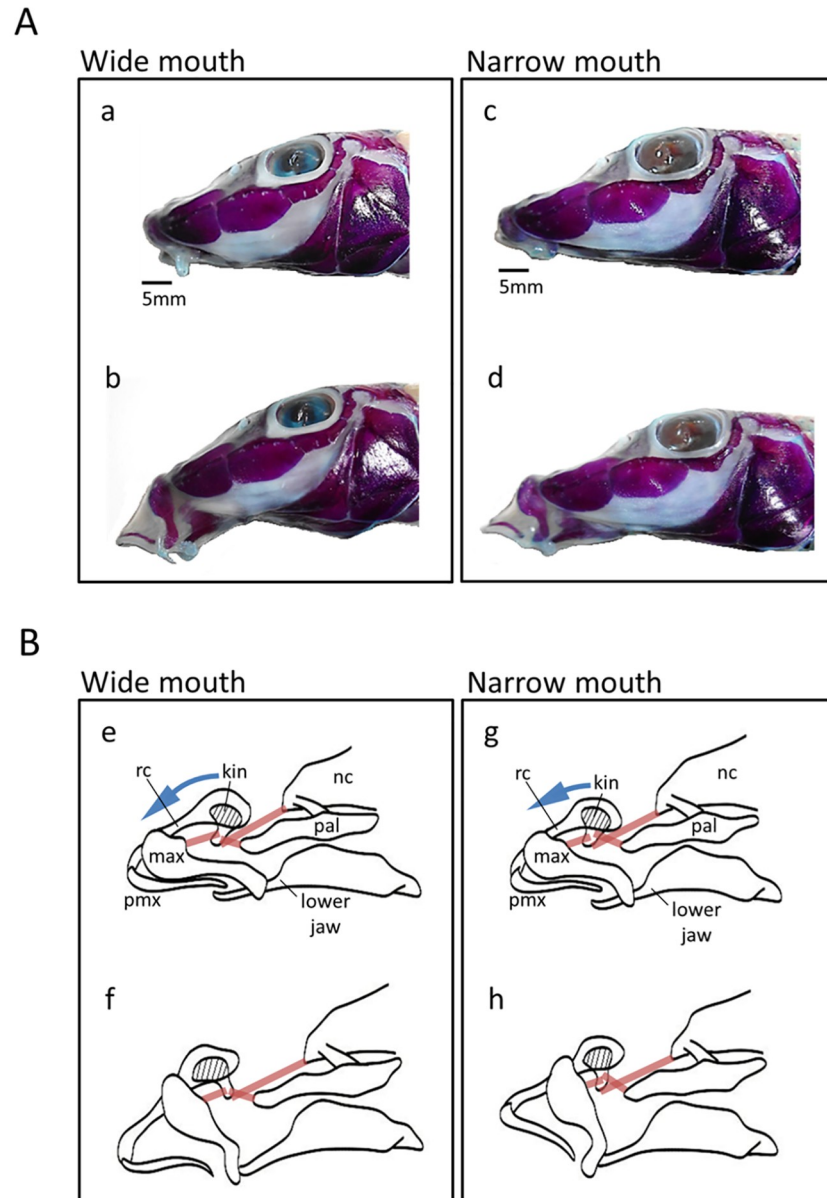 A
Wide mouth
Narrow mouth
a
c
5mm
5mm
b
d
B
Wide mouth
Narrow mouth
e
g
rc
kin
nc
rc
kin
nc
pal
pal
max
max
pmx
lower
jaw
pmx
lower
jaw
f
h